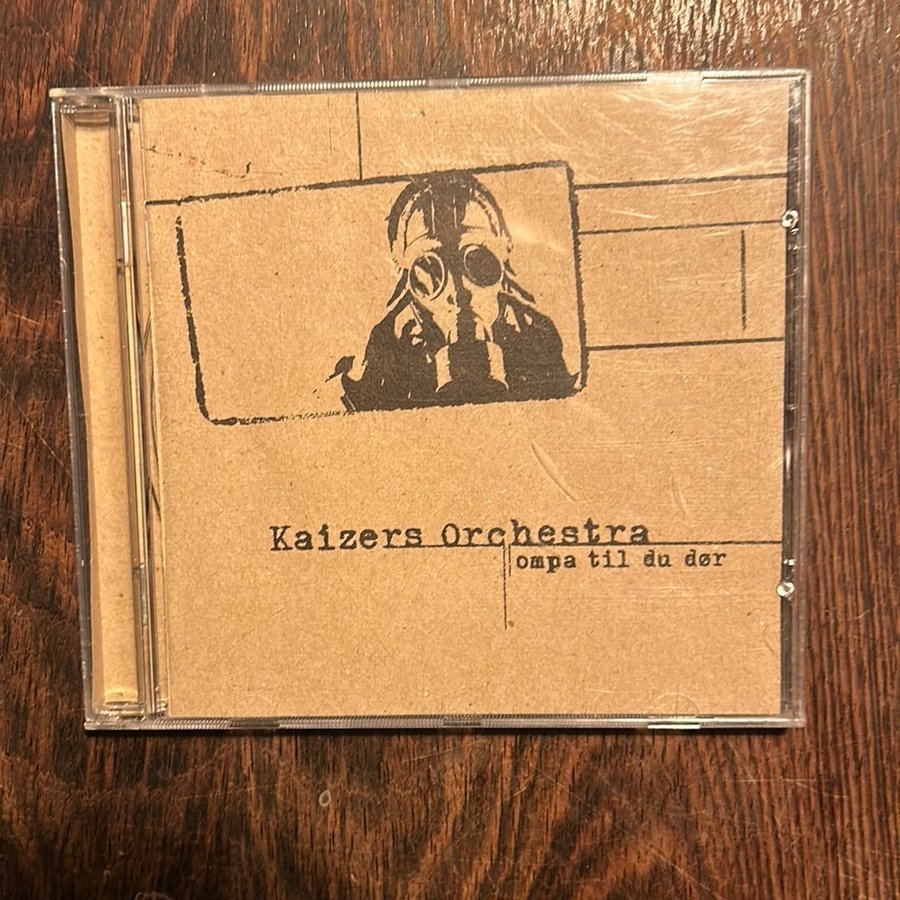 Kaizers Orchestra
ompa til du dør